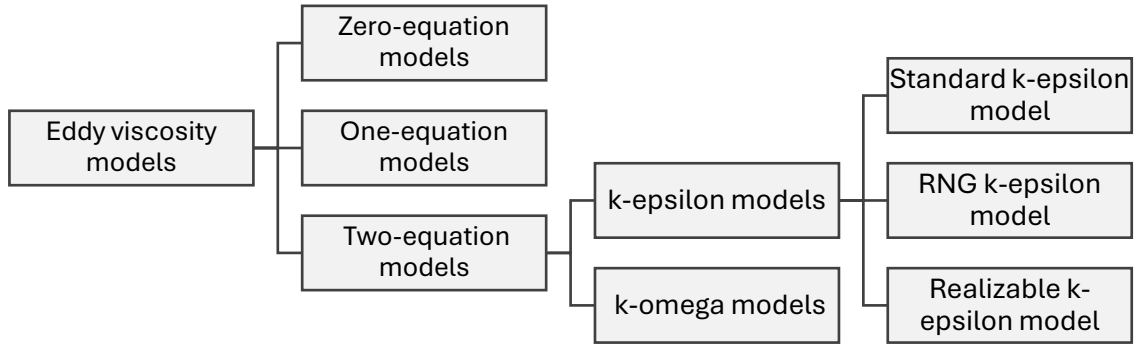 Eddy viscosity
models
Zero-equation
models
One-equation
models
Two-equation
models
k-epsilon models
k-omega models
Standard k-epsilon
model
RNG k-epsilon
model
Realizable k-
epsilon model